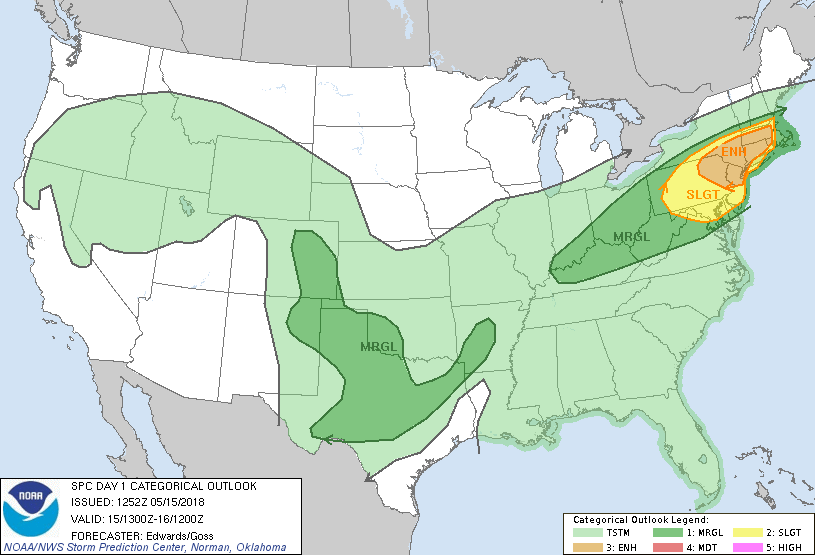 ENH
SLGT
MRGL
MRGL
NOAA
SPC DAY 1 CATEGORICAL OUTLOOK
ISSUED: 1252Z 05/15/2018
VALID: 15/1300Z-16/1200Z
FORECASTER: Edwards/Goss
NOAA/NWS Storm Prediction Center, Norman, Oklahoma
Categorical Outlook Legend:
TSTM 1: MRGL 2: SLGT
3: ENH 4: MDT 5: HIGH